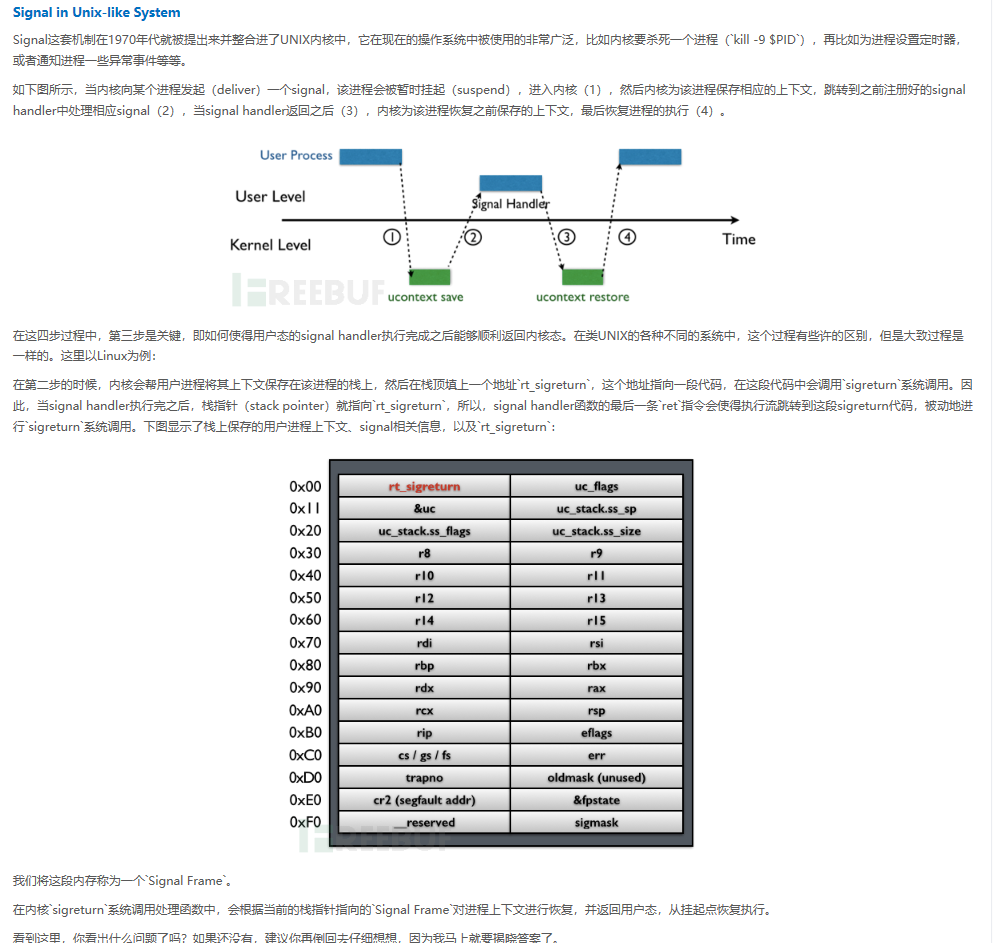 Signal in Unix-like System
Signal这套机制在1970年代就被提出来并整合进了UNIX内核中，它在现在的操作系统中被使用的非常广泛，比如内核要杀死一个进程（`kill -9 $PID`），再比如为进程设置定时器，
或者通知进程一些异常事件等等。
如下图所示，当内核向某个进程发起（deliver）一个signal，该进程会被暂时挂起（suspend），进入内核（1），然后内核为该进程保存相应的上下文，跳转到之前注册好的signal
handler中处理相应signal（2），当signal handler返回之后（3），内核为该进程恢复之前保存的上下文，最后恢复进程的执行（4）。
User Process
User Level
Signal Handler
Kernel Level
① ② ③ ④
Time
FREEBUF
ucontext save
ucontext restore
在这四步过程中，第三步是关键，即如何使得用户态的signal handler执行完成之后能够顺利返回内核态。在类UNIX的各种不同的系统中，这个过程有些许的区别，但是大致过程是
一样的。这里以Linux为例：
在第二步的时候，内核会帮用户进程将其上下文保存在该进程的栈上，然后在栈顶填上一个地址`rt_sigreturn`，这个地址指向一段代码，在这段代码中会调用`sigreturn`系统调用。因
此，当signal handler执行完之后，栈指针（stack pointer）就指向`rt_sigreturn`，所以，signal handler函数的最后一条`ret`指令会使得执行流跳转到这段sigreturn代码，被动地进
行`sigreturn`系统调用。下图显示了栈上保存的用户进程上下文、signal相关信息，以及`rt_sigreturn`：
0x00 rt_sigreturn uc_flags
0x11 &uc uc_stack.ss_sp
0x20 uc_stack.ss_flags uc_stack.ss_size
0x30 r8 r9
0x40 r10 r11
0x50 r12 r13
0x60 r14 r15
0x70 rdi rsi
0x80 rbp rbx
0x90 rdx rax
0xA0 rcx rsp
0xB0 rip eflags
0xC0 cs / gs / fs err
0xD0 trapno oldmask (unused)
0xE0 cr2 (segfault addr) &fpstate
0xF0 __reserved sigmask
FREEBUF
我们将这段内存称为一个`Signal Frame`。
在内核`sigreturn`系统调用处理函数中，会根据当前的栈指针指向的`Signal Frame`对进程上下文进行恢复，并返回用户态，从挂起点恢复执行。
看到这里，你看出什么问题了吗？如果还没有，建议你再倒回去仔细想想，因为我马上就要揭晓答案了。